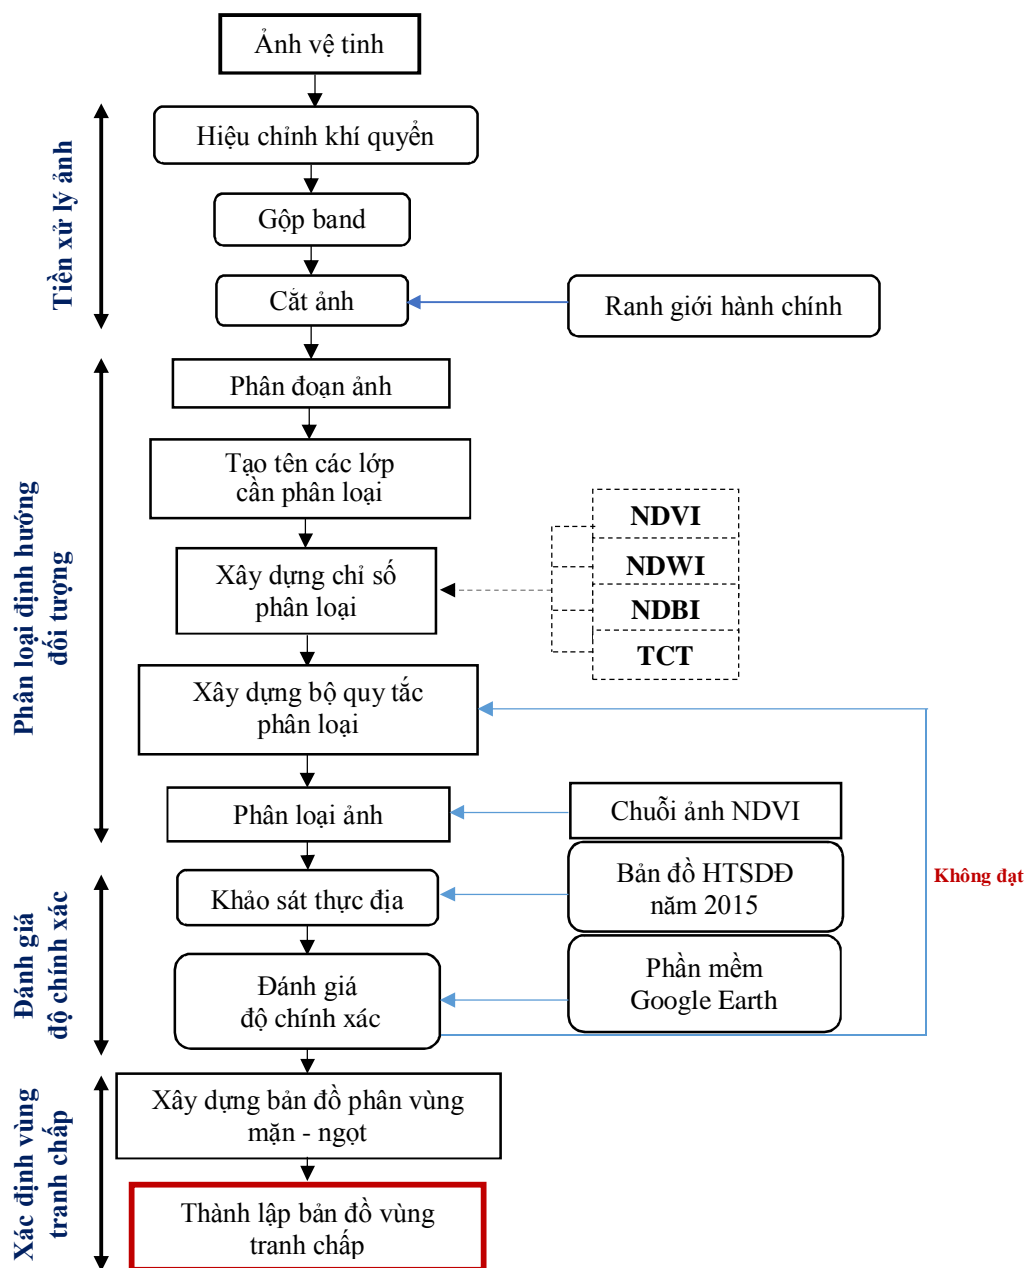 Ảnh vệ tinh
Tiền xử lý ảnh
Hiệu chỉnh khí quyển
Gộp band
Cắt ảnh
Ranh giới hành chính
Phân loại định hướng
đối tượng
Phân đoạn ảnh
Tạo tên các lớp
cần phân loại
Xây dựng chỉ số
phân loại
NDVI
NDWI
NDBI
TCT
Xây dựng bộ quy tắc
phân loại
Phân loại ảnh
Chuỗi ảnh NDVI
Đánh giá
độ chính xác
Khảo sát thực địa
Bản đồ HTSDĐ
năm 2015
Không đạt
Đánh giá
độ chính xác
Phần mềm
Google Earth
Xác định vùng
tranh chấp
Xây dựng bản đồ phân vùng
mặn - ngọt
Thành lập bản đồ vùng
tranh chấp